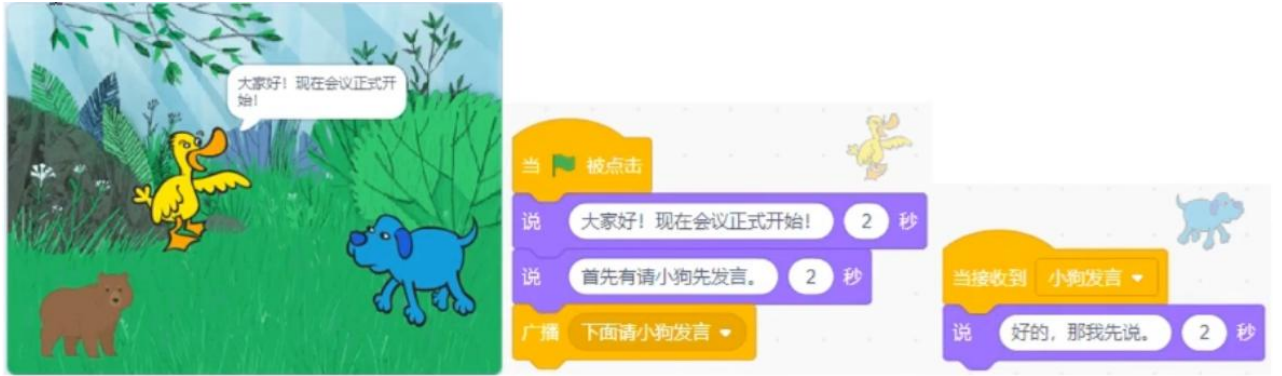 大家好！现在会议正式开
始！
当 被点击
说 大家好！现在会议正式开始！ 2 秒
说 首先有请小狗先发言。 2 秒
广播 下面请小狗发言
当接收到 小狗发言
说 好的，那我先说。 2 秒